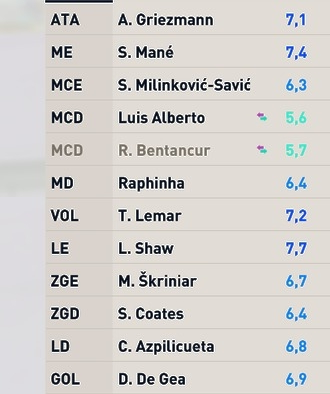 ATA A. Griezmann 7,1
ME S. Mané 7,4
MCE S. Milinković-Savić 6,3
MCD Luis Alberto 5,6
MCD R. Bentancur 5,7
MD Raphinha 6,4
VOL T. Lemar 7,2
LE L. Shaw 7,7
ZGE M. Škriniar 6,7
ZGD S. Coates 6,4
LD C. Azpilicueta 6,8
GOL D. De Gea 6,9